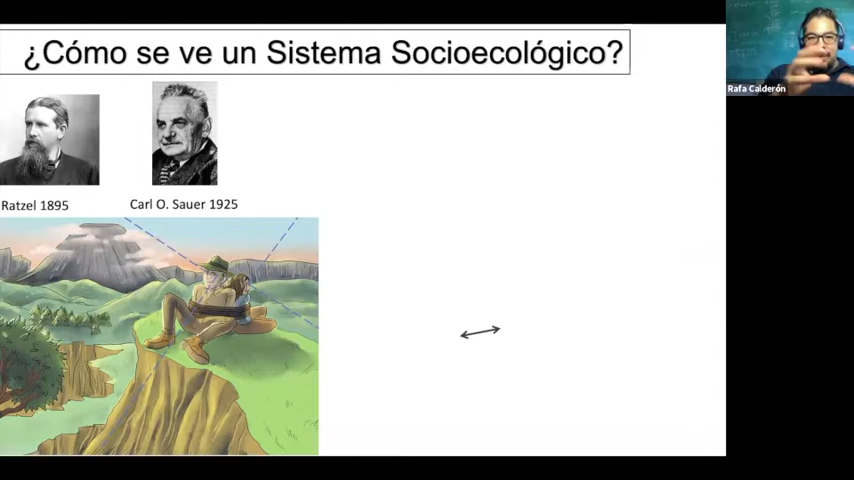 ¿Cómo se ve un Sistema Socioecológico?
Rafa Calderón
Ratzel 1895
Carl O. Sauer 1925